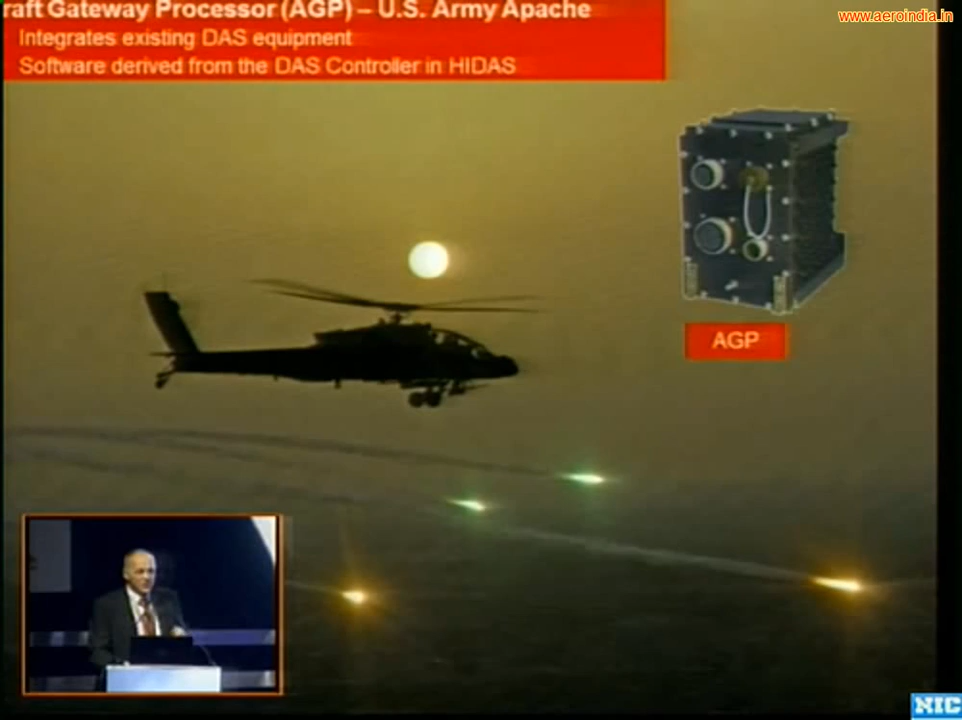 raft Gateway Processor (AGP) – U.S. Army Apache
www.aeroindia.in
Integrates existing DAS equipment
Software derived from the DAS Controller in HIDAS
AGP
NIC